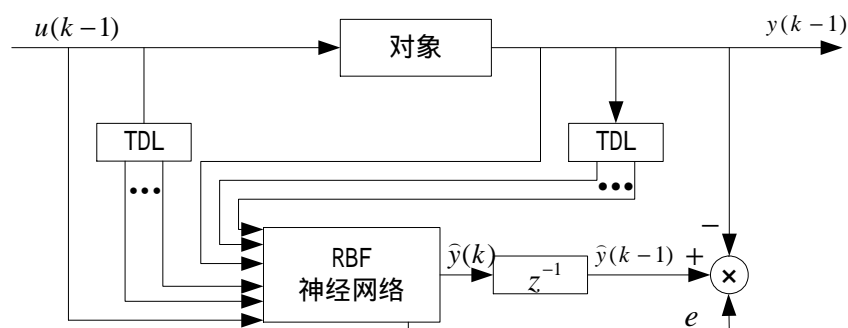 u(k−1)
y(k−1)
对象
TDL
TDL
•••
•••
RBF
神经网络
ŷ(k)
z⁻¹
ŷ(k−1)
+
−
×
e